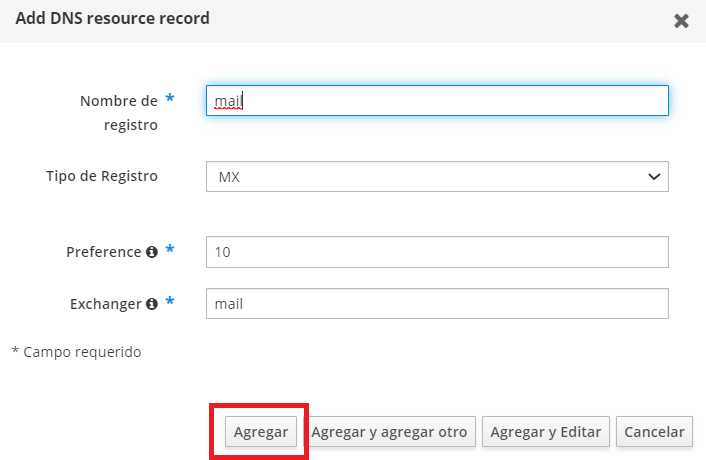 Add DNS resource record
Nombre de * mail
registro
Tipo de Registro MX
Preference * 10
Exchanger * mail
* Campo requerido
Agregar Agregar y agregar otro Agregar y Editar Cancelar